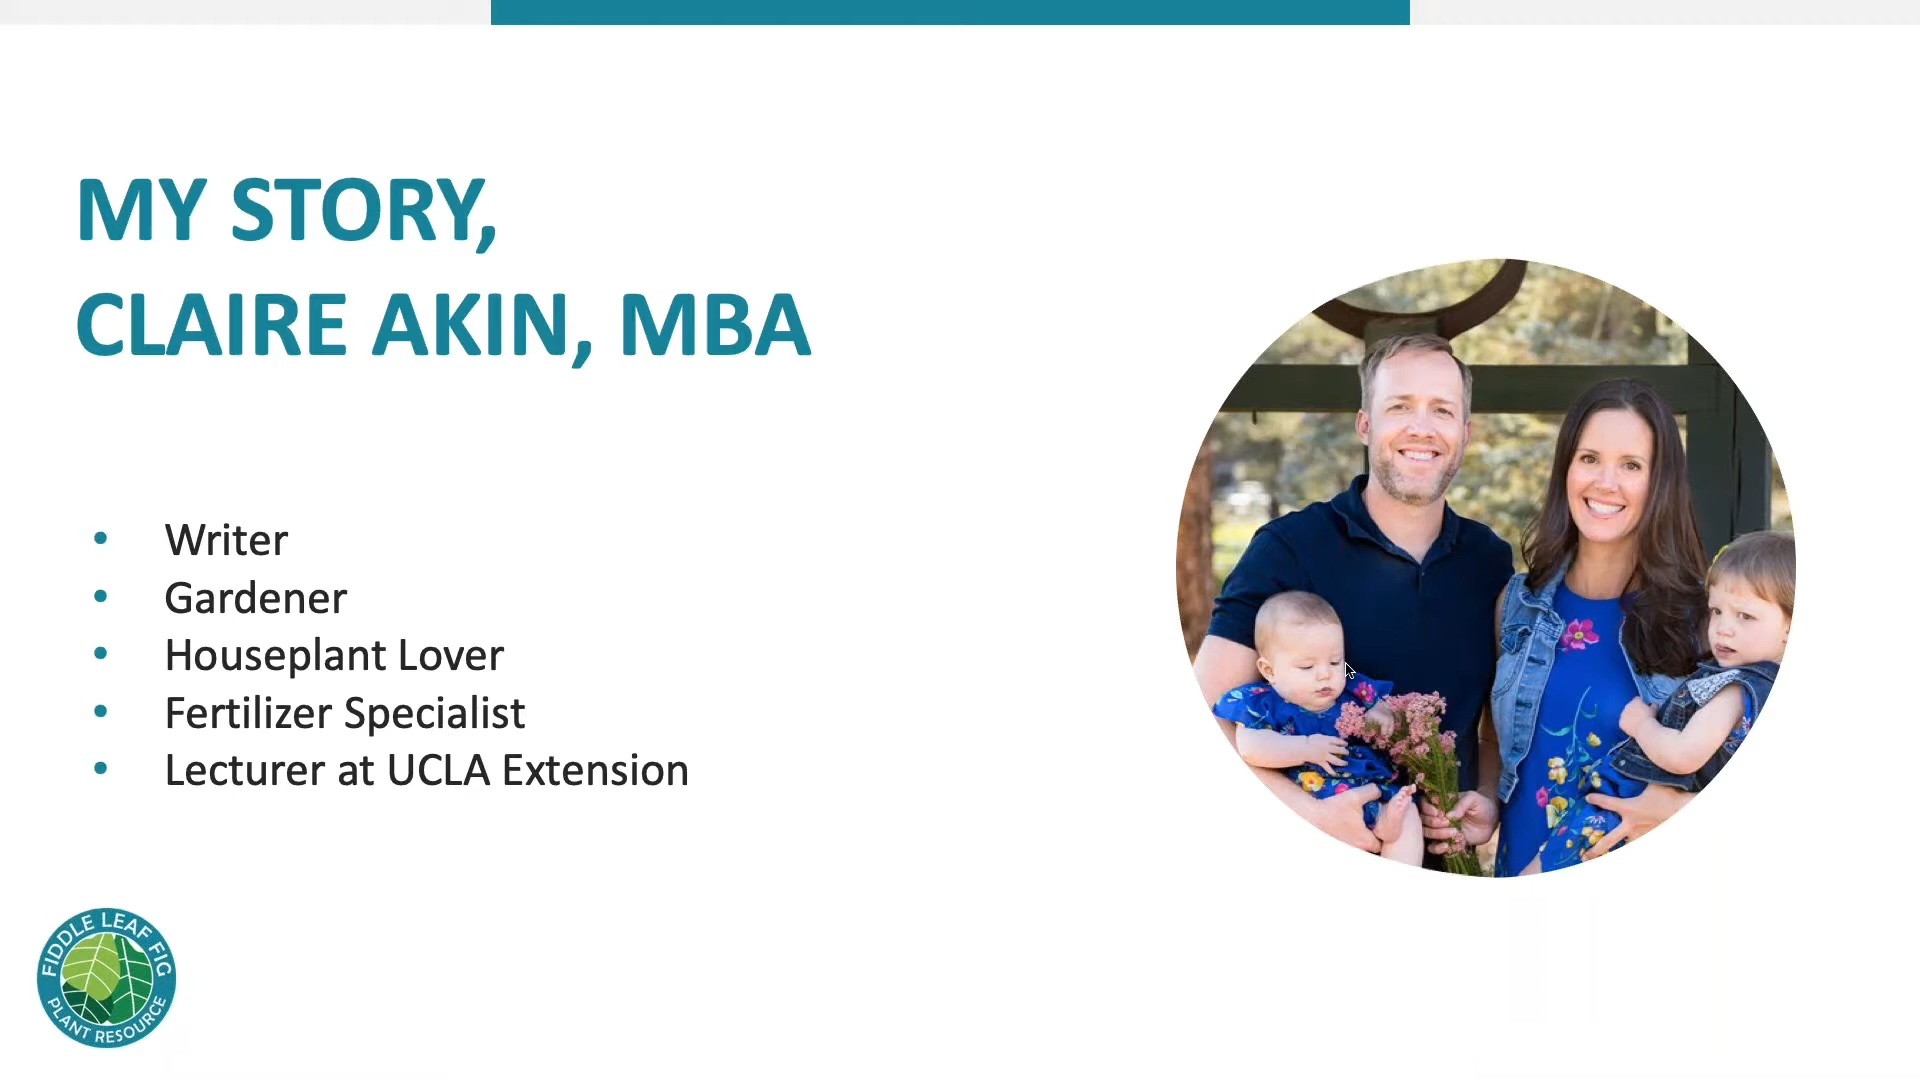 MY STORY,
CLAIRE AKIN, MBA
• Writer
• Gardener
• Houseplant Lover
• Fertilizer Specialist
• Lecturer at UCLA Extension
FIDDLE LEAF FIG
PLANT RESOURCE